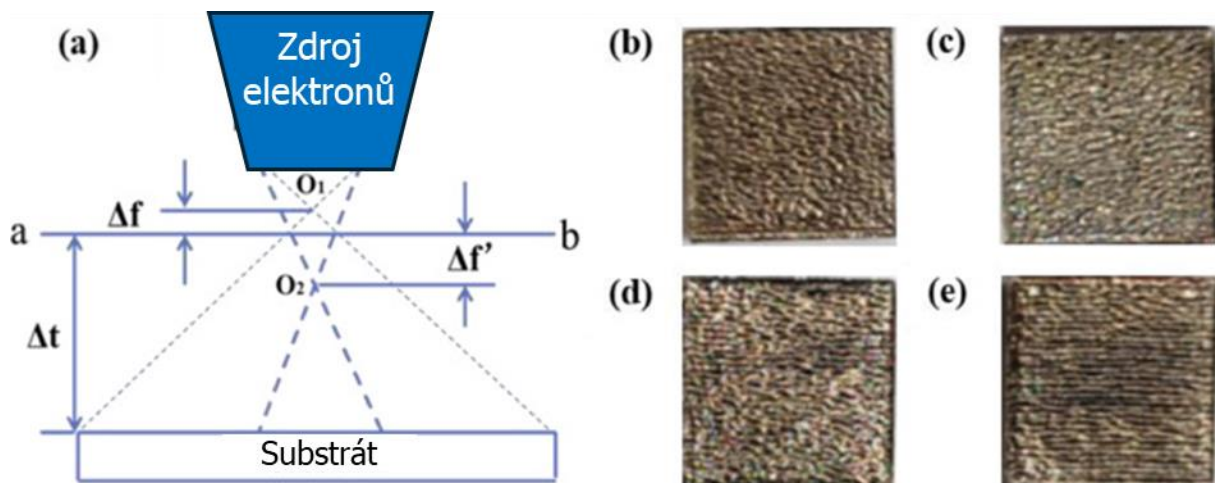 (a)
Zdroj
elektronů
O₁
Δf
a
b
Δf’
O₂
Δt
Substrát
(b)
(c)
(d)
(e)